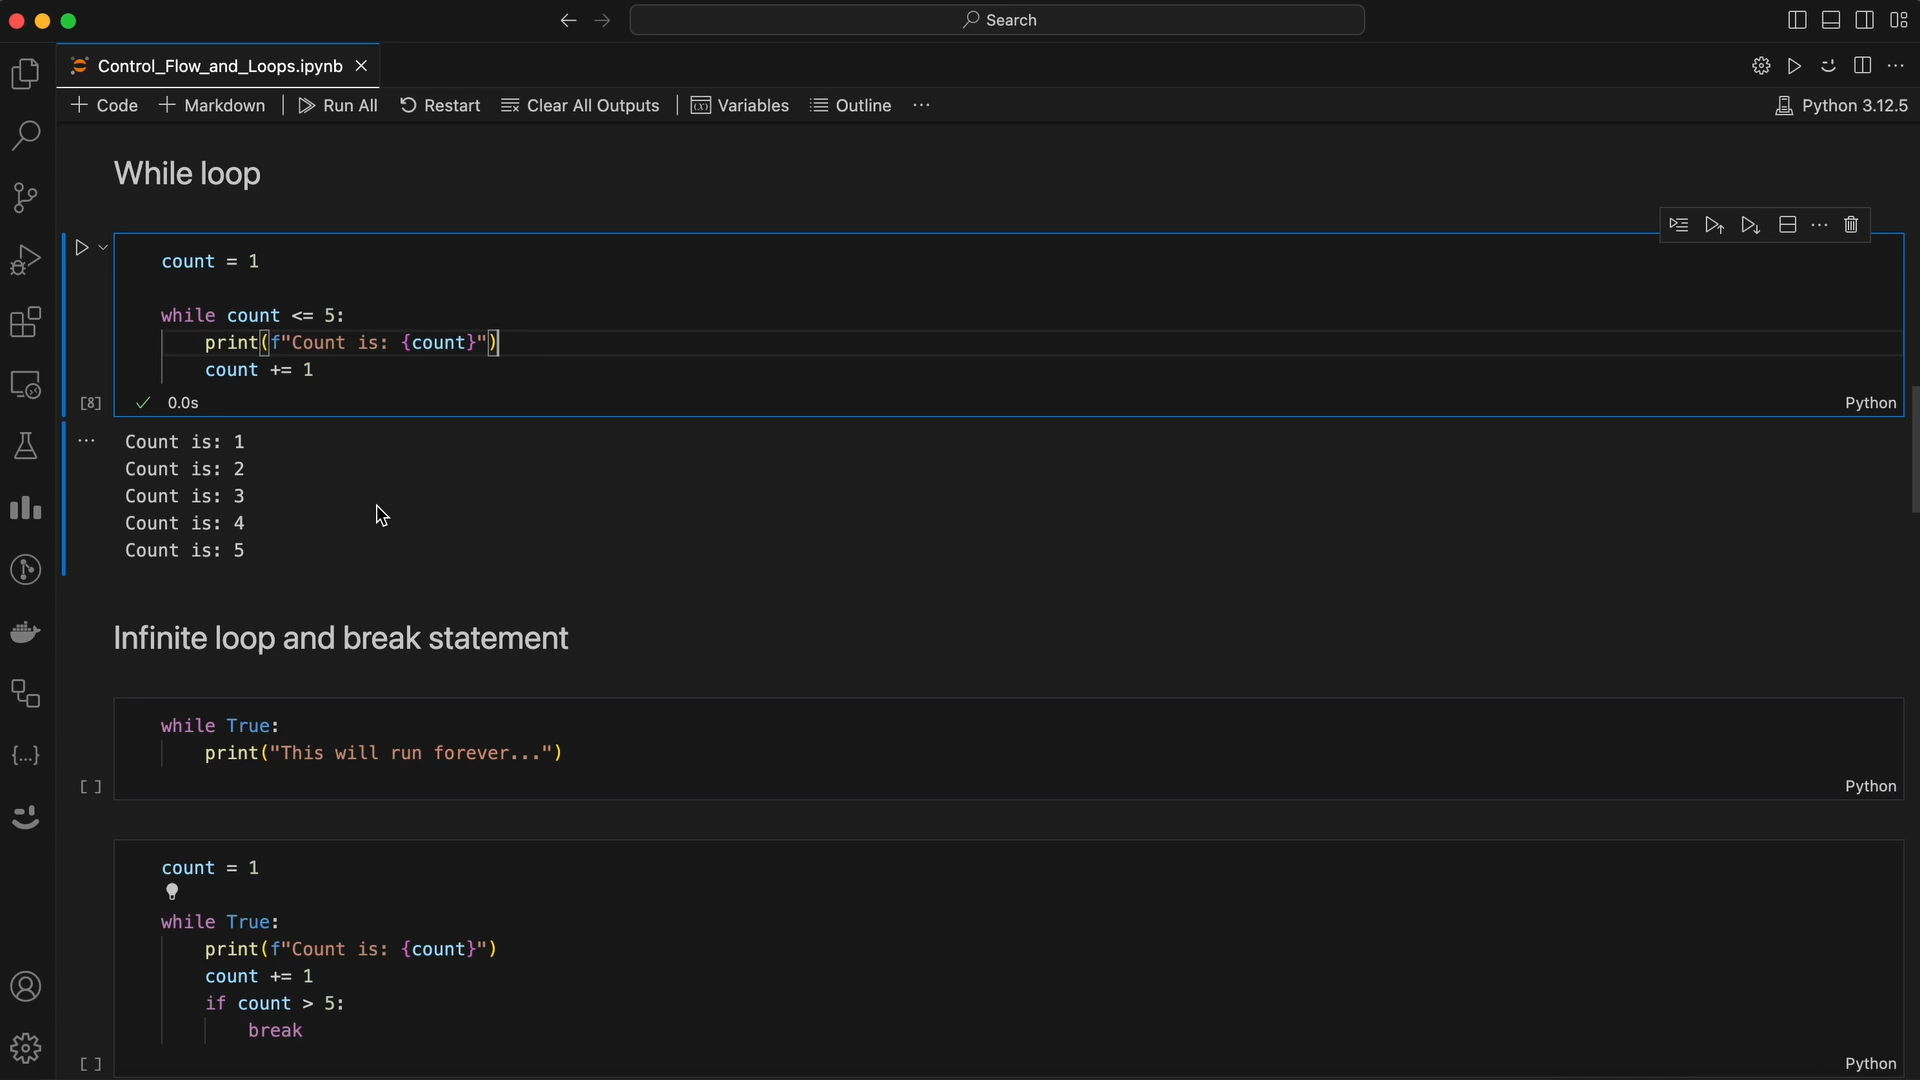 Search
Control_Flow_and_Loops.ipynb
Code Markdown Run All Restart Clear All Outputs Variables Outline ... Python 3.12.5
While loop
count = 1
while count <= 5:
    print(f"Count is: {count}")
    count += 1
[8] 0.0s Python
Count is: 1
Count is: 2
Count is: 3
Count is: 4
Count is: 5
Infinite loop and break statement
while True:
    print("This will run forever...")
[ ] Python
count = 1
while True:
    print(f"Count is: {count}")
    count += 1
    if count > 5:
        break
[ ] Python